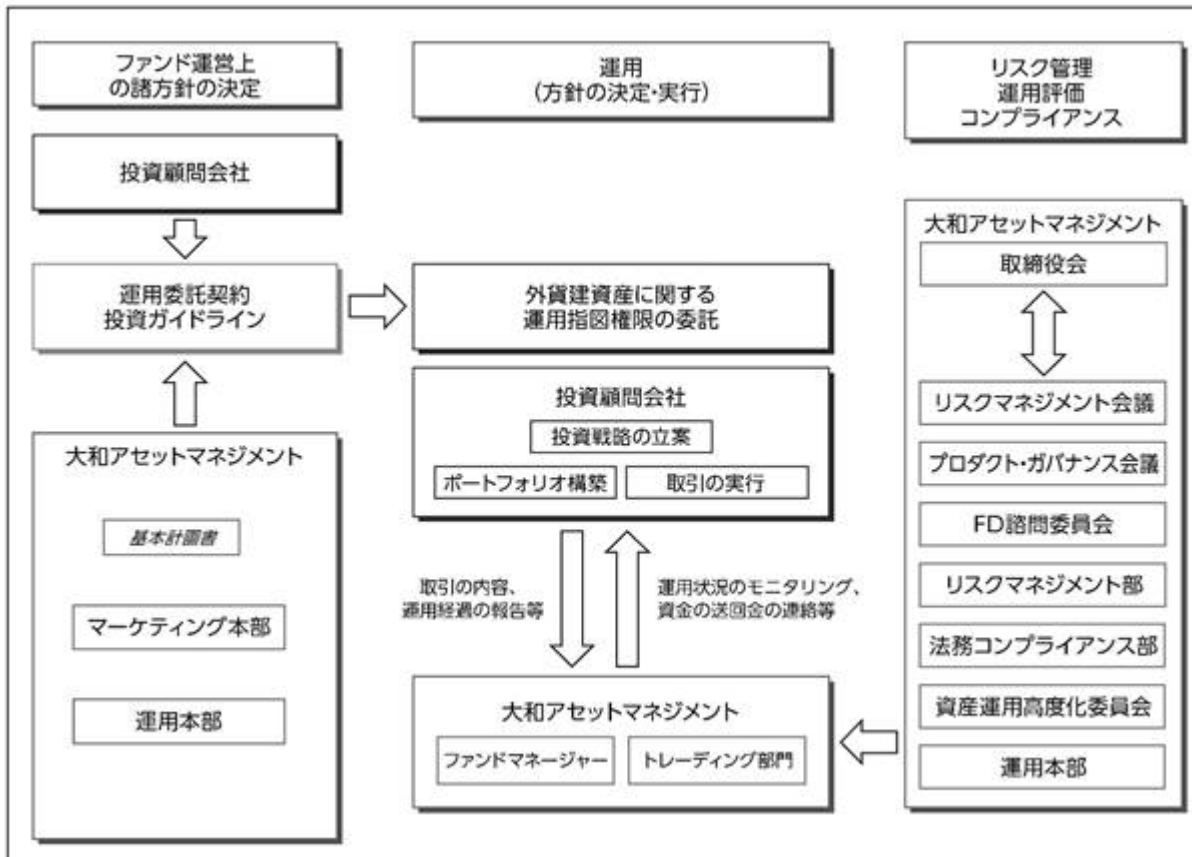 ファンド運営上
の諸方針の決定
投資顧問会社
運用委託契約
投資ガイドライン
大和アセットマネジメント
基本計画書
マーケティング本部
運用本部
運用
(方針の決定・実行)
外貨建資産に関する
運用指図権限の委託
投資顧問会社
投資戦略の立案
ポートフォリオ構築
取引の実行
取引の内容、
運用経過の報告等
運用状況のモニタリング、
資金の送回金の連絡等
大和アセットマネジメント
ファンドマネージャー
トレーディング部門
リスク管理
運用評価
コンプライアンス
大和アセットマネジメント
取締役会
リスクマネジメント会議
プロダクト・ガバナンス会議
FD諮問委員会
リスクマネジメント部
法務コンプライアンス部
資産運用高度化委員会
運用本部